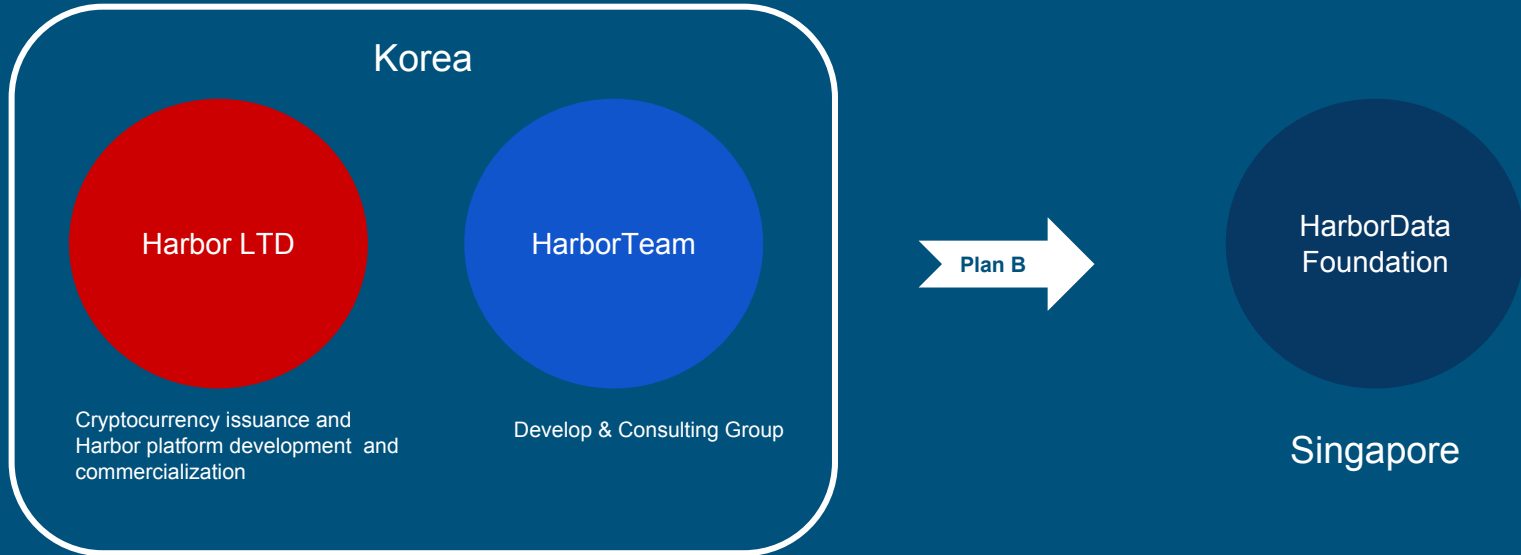 Korea
Harbor LTD
HarborTeam
Cryptocurrency issuance and
Harbor platform development and
commercialization
Develop & Consulting Group
Plan B
HarborData
Foundation
Singapore